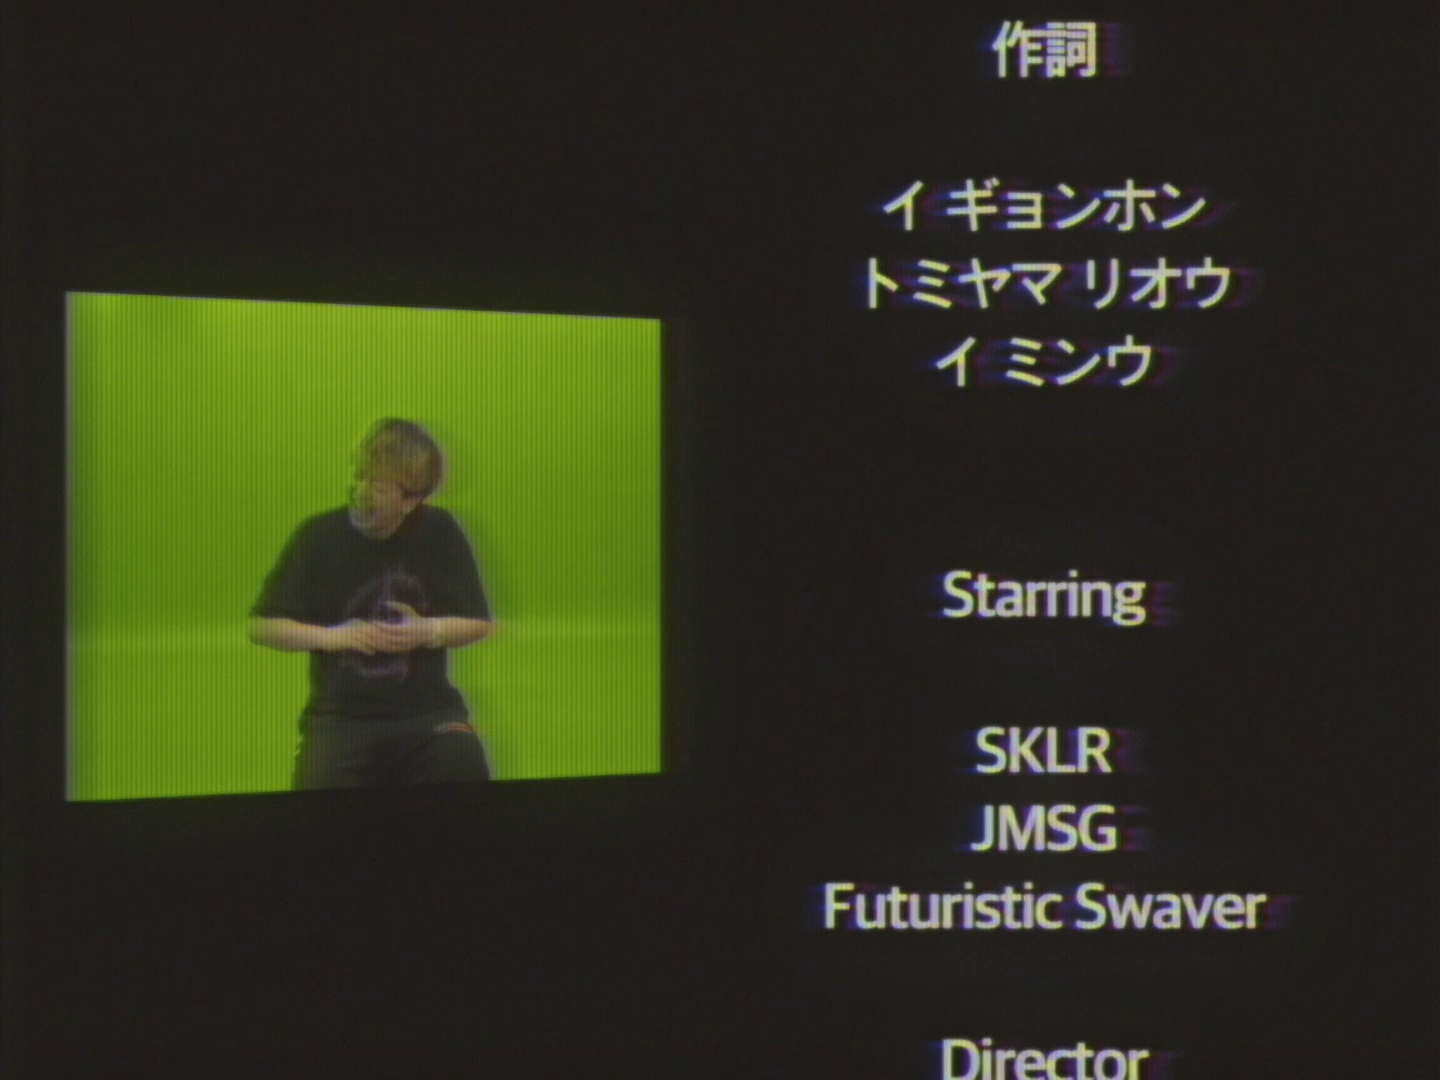 作詞
イ ギョンホン
トミヤマ リオウ
イ ミンウ
Starring
SKLR
JMSG
Futuristic Swaver
Director